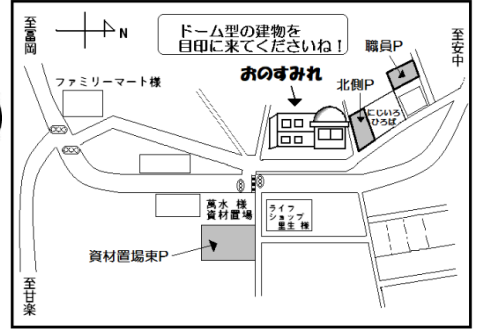 至富岡
N
ドーム型の建物を
目印に来てくださいね！
至安中
職員P
ファミリーマート様
おのすみれ
北側P
にじいろ
ひろば
萬水 様
資材置場
ライフ
ショップ
里生 様
資材置場東P
至甘楽